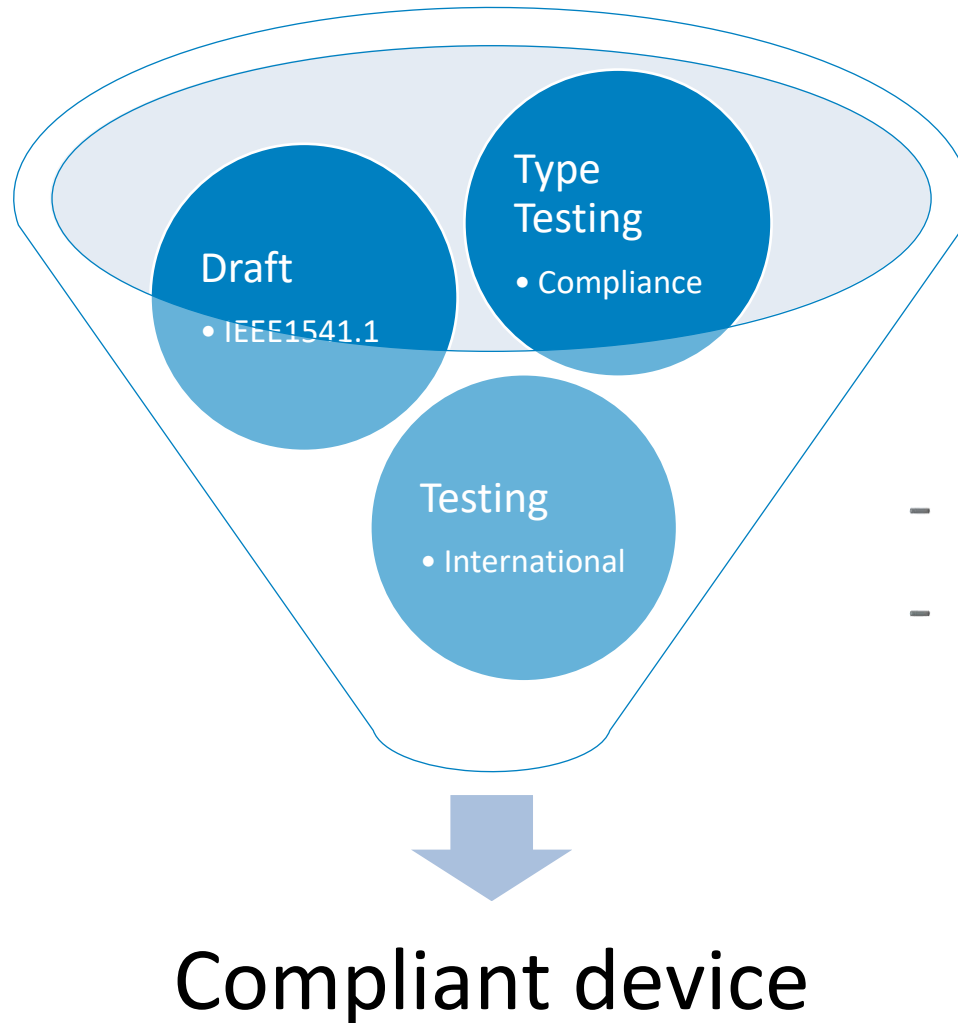 Type
Testing
• Compliance
Draft
• IEEE1541.1
Testing
• International
-
-
Compliant device